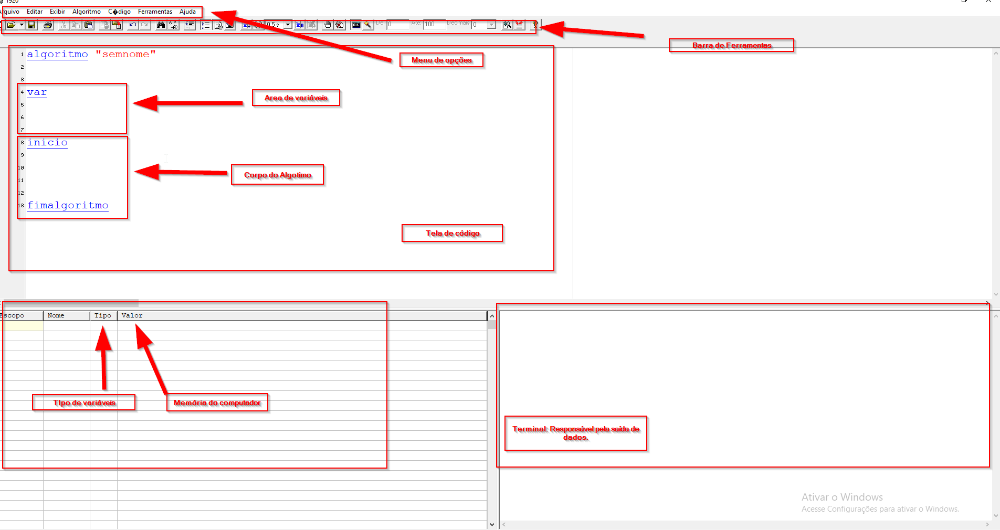 1920
Arquivo Editar Exibir Algoritmo C�digo Ferramentas Ajuda
0.5 s De: 0 Até: 100 Decimais: 0
Barra de Ferramentas
1 algoritmo "semnome"
Menu de opções
2
3
4 var
Area de variáveis
5
6
7
8 inicio
9
10
Corpo do Algotimo
11
12
13 fimalgoritmo
Tela de código
Escopo Nome Tipo Valor
TIpo de variáveis
Memória do computador
Terminal: Responsável pela saída de
dados.
Ativar o Windows
Acesse Configurações para ativar o Windows.